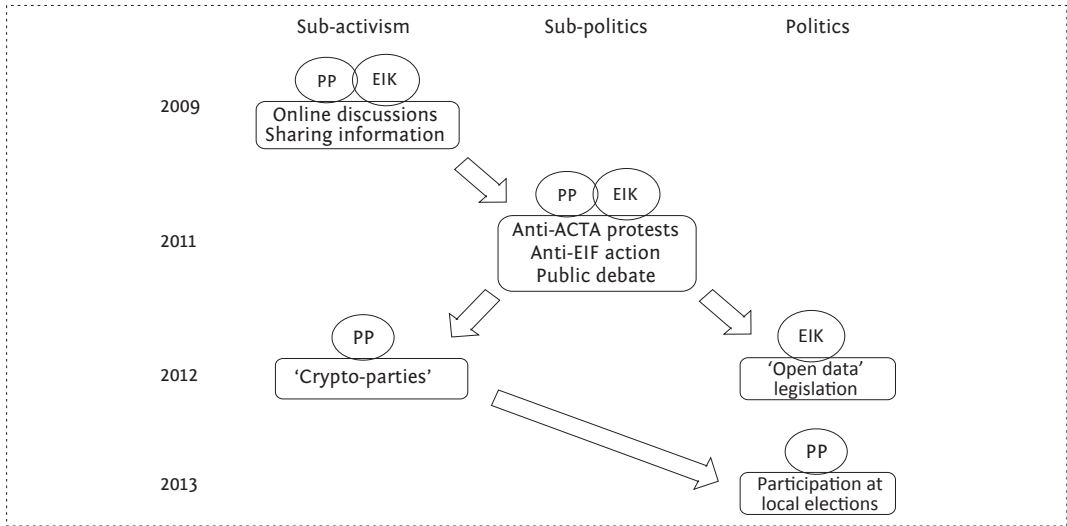 Sub-activism Sub-politics Politics
PP EIK
2009
Online discussions
Sharing information
PP EIK
2011
Anti-ACTA protests
Anti-EIF action
Public debate
PP EIK
2012
‘Crypto-parties’
‘Open data’
legislation
PP
2013
Participation at
local elections